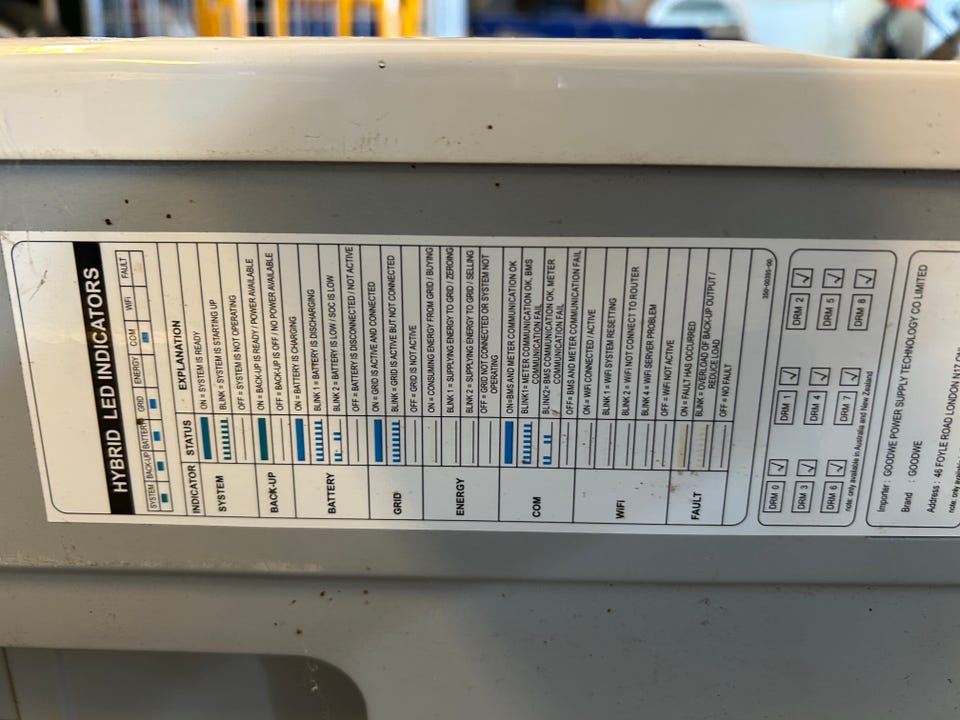 HYBRID LED INDICATORS
SYSTEM BACK-UP BATTERY GRID ENERGY COM WiFi FAULT
INDICATOR STATUS EXPLANATION
SYSTEM
ON = SYSTEM IS READY
BLINK = SYSTEM IS STARTING UP
OFF = SYSTEM IS NOT OPERATING
BACK-UP
ON = BACK-UP IS READY / POWER AVAILABLE
OFF = BACK-UP IS OFF / NO POWER AVAILABLE
BATTERY
ON = BATTERY IS CHARGING
BLINK 1 = BATTERY IS DISCHARGING
BLINK 2 = BATTERY IS LOW / SOC IS LOW
OFF = BATTERY IS DISCONNECTED / NOT ACTIVE
GRID
ON = GRID IS ACTIVE AND CONNECTED
BLINK = GRID IS ACTIVE BUT NOT CONNECTED
OFF = GRID IS NOT ACTIVE
ENERGY
ON = CONSUMING ENERGY FROM GRID / BUYING
BLINK 1 = SUPPLYING ENERGY TO GRID / ZEROING
BLINK 2 = SUPPLYING ENERGY TO GRID / SELLING
OFF = GRID NOT CONNECTED OR SYSTEM NOT
OPERATING
COM
ON=BMS AND METER COMMUNICATION OK
BLINK1= METER COMMUNICATION OK, BMS
COMMUNICATION FAIL
BLINK2= BMS COMMUNICATION OK, METER
COMMUNICATION FAIL
OFF= BMS AND METER COMMUNICATION FAIL
WiFi
ON = WiFi CONNECTED / ACTIVE
BLINK 1 = WiFi SYSTEM RESETTING
BLINK 2 = WiFi NOT CONNECT TO ROUTER
BLINK 4 = WiFi SERVER PROBLEM
OFF = WiFi NOT ACTIVE
FAULT
ON = FAULT HAS OCCURRED
BLINK = OVERLOAD OF BACK-UP OUTPUT /
REDUCE LOAD
OFF = NO FAULT
350-00395-00
DRM 0 ✓ DRM 1 ✓ DRM 2 ✓
DRM 3 ✓ DRM 4 ✓ DRM 5 ✓
DRM 6 ✓ DRM 7 ✓ DRM 8 ✓
note: only available in Australia and New Zealand
Importer : GOODWE POWER SUPPLY TECHNOLOGY CO LIMITED
Brand : GOODWE
Address : 46 FOYLE ROAD LONDON N17
note: only